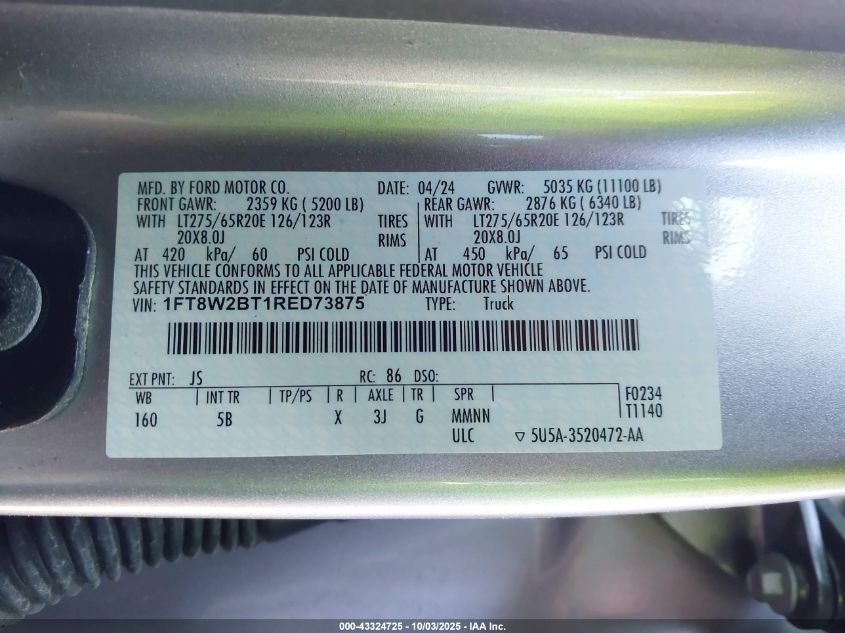 MFD. BY FORD MOTOR CO. DATE: 04/24 GVWR: 5035 KG (11100 LB)
FRONT GAWR: 2359 KG ( 5200 LB) REAR GAWR: 2876 KG ( 6340 LB)
WITH LT275/65R20E 126/123R TIRES WITH LT275/65R20E 126/123R TIRES
20X8.0J RIMS 20X8.0J RIMS
AT 420 kPa/ 60 PSI COLD AT 450 kPa/ 65 PSI COLD
THIS VEHICLE CONFORMS TO ALL APPLICABLE FEDERAL MOTOR VEHICLE
SAFETY STANDARDS IN EFFECT ON THE DATE OF MANUFACTURE SHOWN ABOVE.
VIN: 1FT8W2BT1RED73875 TYPE: Truck
EXT PNT: JS RC: 86 DSO:
WB INT TR TP/PS R AXLE TR SPR F0234
160 5B X 3J G MMNN T1140
ULC ▽ 5U5A-3520472-AA
000-43324725 - 10/03/2025 - IAA Inc.